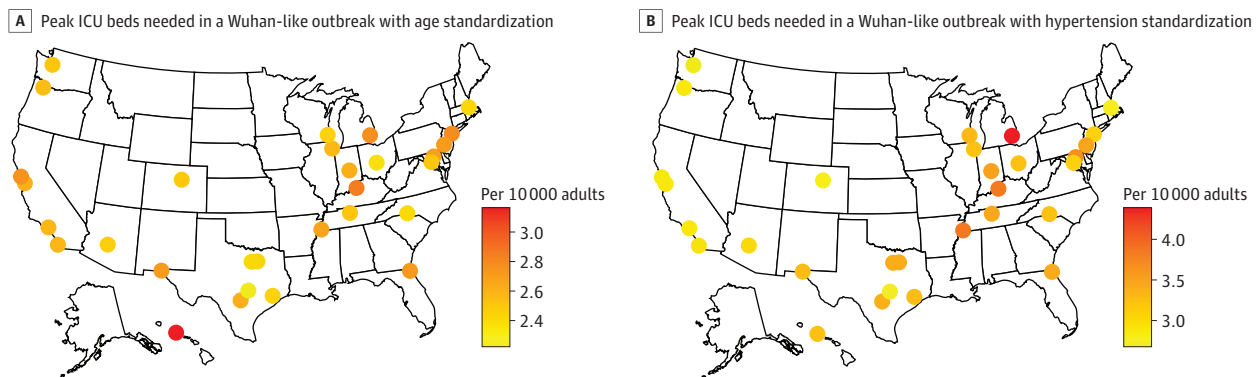 A Peak ICU beds needed in a Wuhan-like outbreak with age standardization
Per 10 000 adults
3.0
2.8
2.6
2.4
B Peak ICU beds needed in a Wuhan-like outbreak with hypertension standardization
Per 10 000 adults
4.0
3.5
3.0